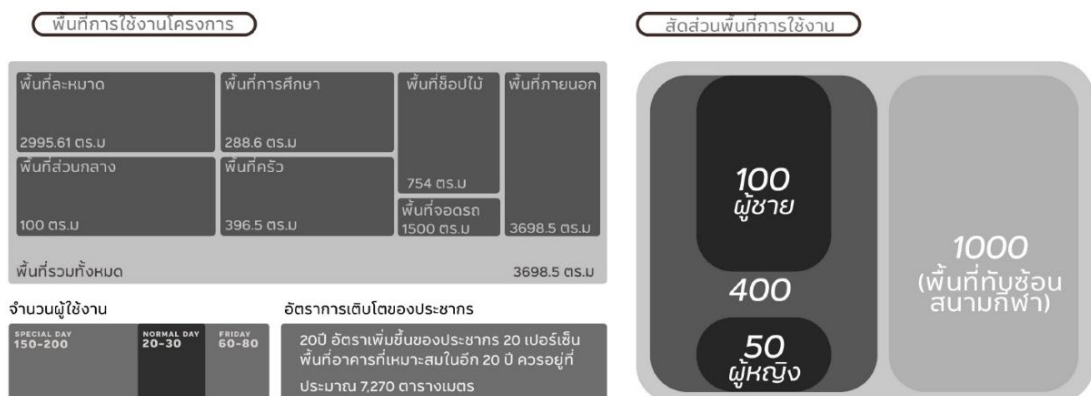 พื้นที่การใช้งานโครงการ
พื้นที่ละหมาด
2995.61 ตร.ม
พื้นที่การศึกษา
288.6 ตร.ม
พื้นที่ช็อปไม้
754 ตร.ม
พื้นที่ภายนอก
3698.5 ตร.ม
พื้นที่ส่วนกลาง
100 ตร.ม
พื้นที่ครัว
396.5 ตร.ม
พื้นที่จอดรถ
1500 ตร.ม
พื้นที่รวมทั้งหมด
3698.5 ตร.ม
จำนวนผู้ใช้งาน
SPECIAL DAY
150-200
NORMAL DAY
20-30
FRIDAY
60-80
อัตราการเติบโตของประชากร
20ปี อัตราเพิ่มขึ้นของประชากร 20 เปอร์เซ็น
พื้นที่อาคารที่เหมาะสมในอีก 20 ปี ควรอยู่ที่
ประมาณ 7,270 ตารางเมตร
สัดส่วนพื้นที่การใช้งาน
100
ผู้ชาย
400
50
ผู้หญิง
1000
(พื้นที่ทับซ้อน
สนามกีฬา)